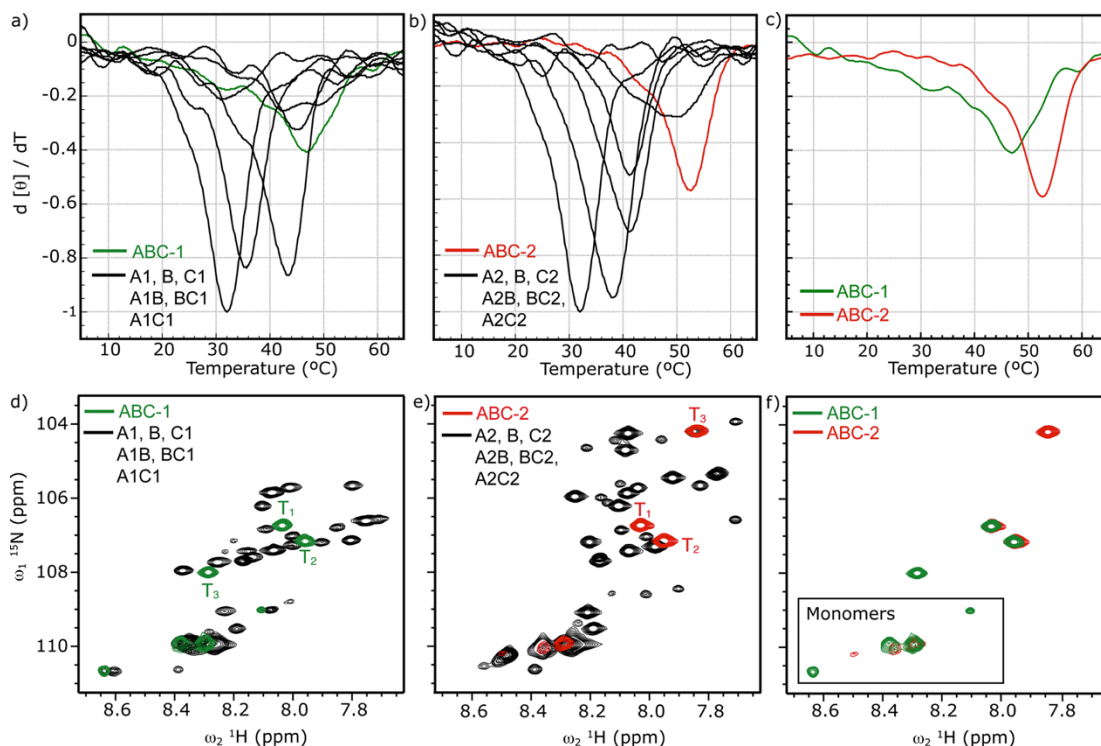 a)
0
-0.2
-0.4
-0.6
-0.8
-1
d [θ] / dT
ABC-1
A1, B, C1
A1B, BC1
A1C1
10 20 30 40 50 60
Temperature (ºC)
b)
ABC-2
A2, B, C2
A2B, BC2,
A2C2
10 20 30 40 50 60
Temperature (ºC)
c)
ABC-1
ABC-2
10 20 30 40 50 60
Temperature (ºC)
d)
ABC-1
A1, B, C1
A1B, BC1
A1C1
104
106
108
110
ω₁ ¹⁵N (ppm)
T₁
T₂
T₃
8.6 8.4 8.2 8.0 7.8
ω₂ ¹H (ppm)
e)
ABC-2
A2, B, C2
A2B, BC2,
A2C2
T₃
T₁
T₂
8.6 8.4 8.2 8.0 7.8
ω₂ ¹H (ppm)
f)
ABC-1
ABC-2
Monomers
8.6 8.4 8.2 8.0 7.8
ω₂ ¹H (ppm)